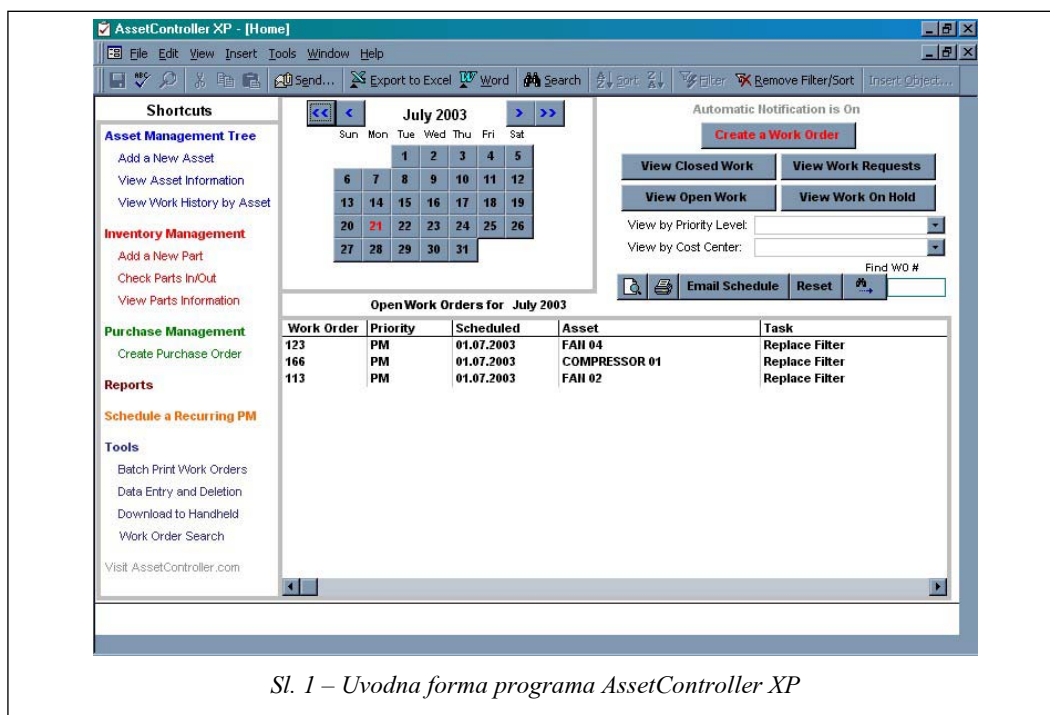 AssetController XP - [Home]
File Edit View Insert Tools Window Help
ABC Send... Export to Excel W Word Search Sort Filter Remove Filter/Sort Insert Object...
Shortcuts
Asset Management Tree
Add a New Asset
View Asset Information
View Work History by Asset
Inventory Management
Add a New Part
Check Parts In/Out
View Parts Information
Purchase Management
Create Purchase Order
Reports
Schedule a Recurring PM
Tools
Batch Print Work Orders
Data Entry and Deletion
Download to Handheld
Work Order Search
Visit AssetController.com
<< < July 2003 > >>
Sun Mon Tue Wed Thu Fri Sat
1 2 3 4 5
6 7 8 9 10 11 12
13 14 15 16 17 18 19
20 21 22 23 24 25 26
27 28 29 30 31
Automatic Notification is On
Create a Work Order
View Closed Work View Work Requests
View Open Work View Work On Hold
View by Priority Level:
View by Cost Center:
Find WO #
Email Schedule Reset
Open Work Orders for July 2003
Work Order Priority Scheduled Asset Task
123 PM 01.07.2003 FAN 04 Replace Filter
166 PM 01.07.2003 COMPRESSOR 01 Replace Filter
113 PM 01.07.2003 FAN 02 Replace Filter
Sl. 1 – Uvodna forma programa AssetController XP